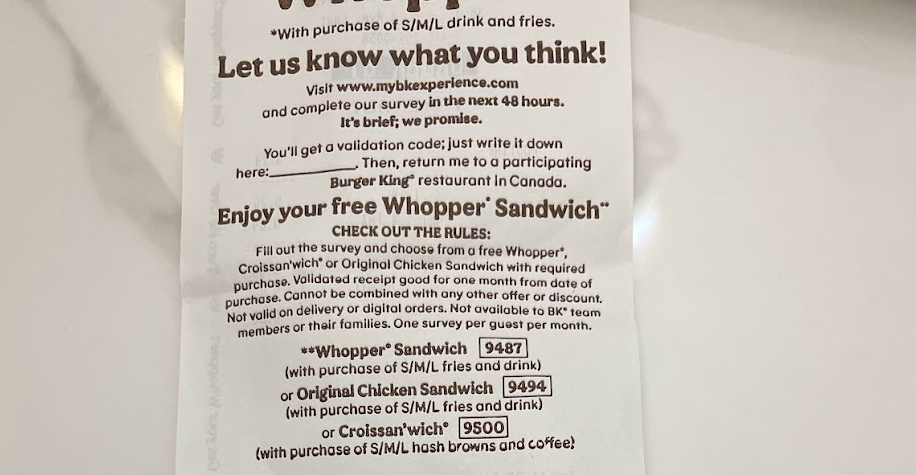 *With purchase of S/M/L drink and fries.
Let us know what you think!
Visit www.mybkexperience.com
and complete our survey in the next 48 hours.
It's brief; we promise.
You'll get a validation code; just write it down
here:__________. Then, return me to a participating
Burger King® restaurant in Canada.
Enjoy your free Whopper® Sandwich**
CHECK OUT THE RULES:
Fill out the survey and choose from a free Whopper®,
Croissan'wich® or Original Chicken Sandwich with required
purchase. Validated receipt good for one month from date of
purchase. Cannot be combined with any other offer or discount.
Not valid on delivery or digital orders. Not available to BK® team
members or their families. One survey per guest per month.
**Whopper® Sandwich 9487
(with purchase of S/M/L fries and drink)
or Original Chicken Sandwich 9494
(with purchase of S/M/L fries and drink)
or Croissan'wich® 9500
(with purchase of S/M/L hash browns and coffee)